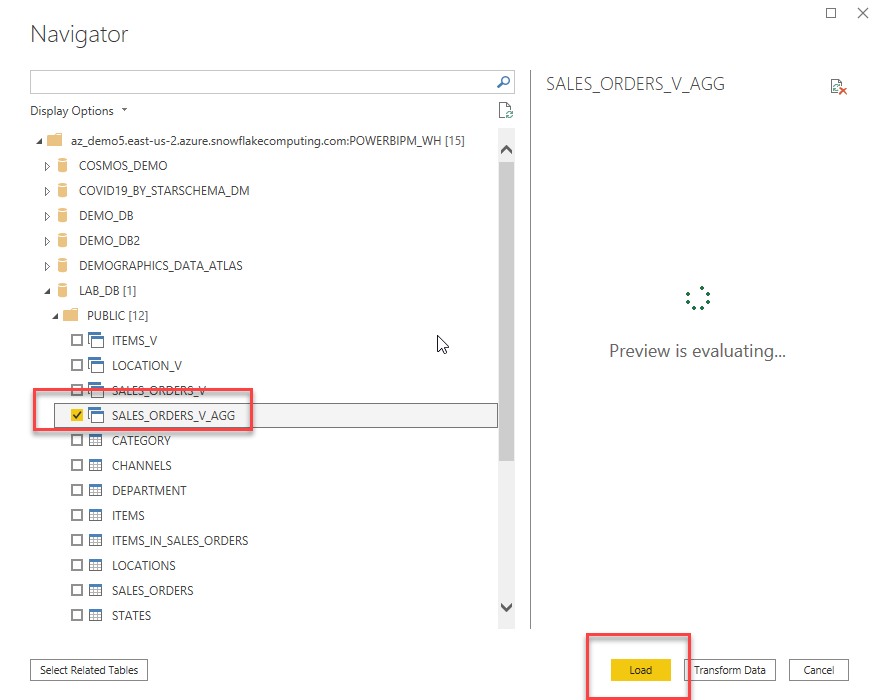 Navigator
Display Options
az_demo5.east-us-2.azure.snowflakecomputing.com:POWERBIPM_WH [15]
COSMOS_DEMO
COVID19_BY_STARSCHEMA_DM
DEMO_DB
DEMO_DB2
DEMOGRAPHICS_DATA_ATLAS
LAB_DB [1]
PUBLIC [12]
ITEMS_V
LOCATION_V
SALES_ORDERS_V
SALES_ORDERS_V_AGG
CATEGORY
CHANNELS
DEPARTMENT
ITEMS
ITEMS_IN_SALES_ORDERS
LOCATIONS
SALES_ORDERS
STATES
SALES_ORDERS_V_AGG
Preview is evaluating...
Select Related Tables
Load
Transform Data
Cancel